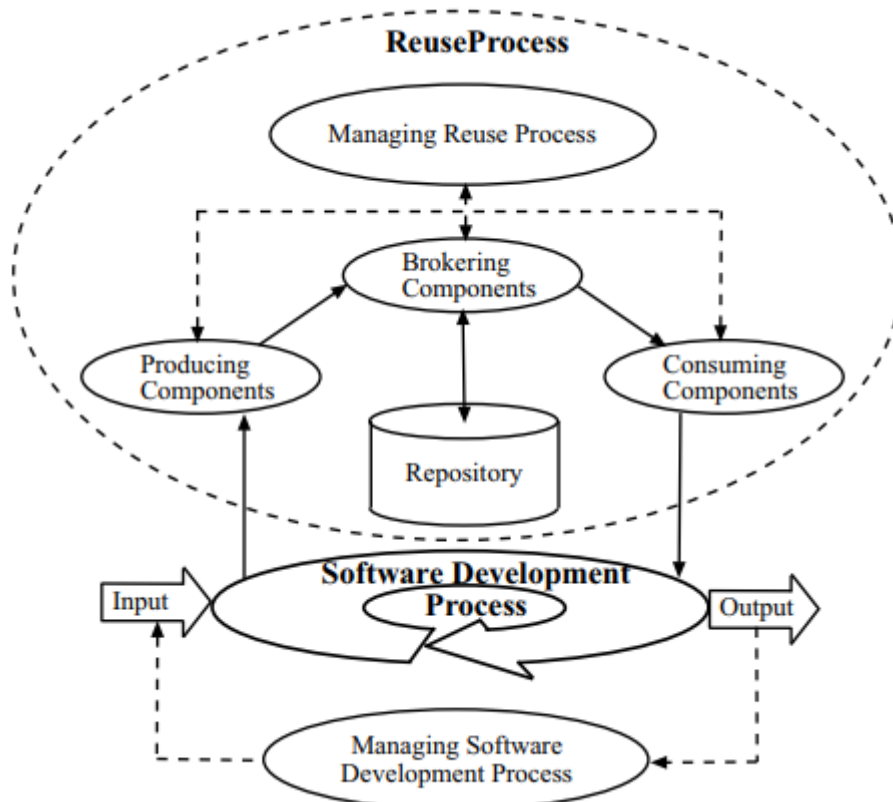 ReuseProcess
Managing Reuse Process
Brokering
Components
Producing
Components
Consuming
Components
Repository
Software Development
Process
Input
Output
Managing Software
Development Process